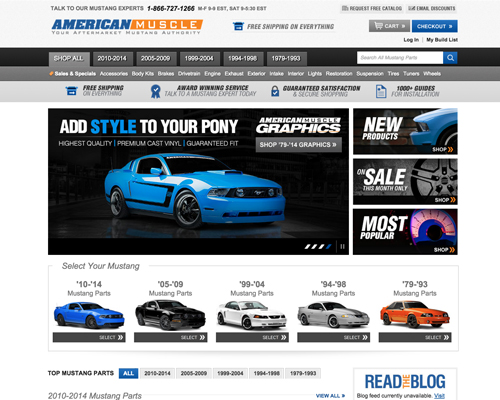 TALK TO OUR MUSTANG EXPERTS 1-866-727-1266 M-F 9-9 EST, SAT 9-5:30 EST
REQUEST FREE CATALOG EMAIL DISCOUNTS
AMERICAN MUSCLE
YOUR AFTERMARKET MUSTANG AUTHORITY
FREE SHIPPING ON EVERYTHING
CART » CHECKOUT »
Log In | My Build List
SHOP ALL 2010-2014 2005-2009 1999-2004 1994-1998 1979-1993
Search All Mustang Parts
Sales & Specials Accessories Body Kits Brakes Drivetrain Engine Exhaust Exterior Intake Interior Lights Restoration Suspension Tires Tuners Wheels
FREE SHIPPING
ON EVERYTHING
AWARD WINNING SERVICE
TALK TO A MUSTANG EXPERT TODAY
GUARANTEED SATISFACTION
& SECURE SHOPPING
1000+ GUIDES
FOR INSTALLATION
ADD STYLE TO YOUR PONY
HIGHEST QUALITY | PREMIUM CAST VINYL | GUARANTEED FIT
AMERICANMUSCLE
GRAPHICS
SHOP '79-'14 GRAPHICS »
NEW
PRODUCTS
SHOP »
ON SALE
THIS MONTH ONLY
SHOP »
MOST
POPULAR
SHOP »
Select Your Mustang
'10-'14
Mustang Parts
SELECT »
'05-'09
Mustang Parts
SELECT »
'99-'04
Mustang Parts
SELECT »
'94-'98
Mustang Parts
SELECT »
'79-'93
Mustang Parts
SELECT »
TOP MUSTANG PARTS ALL 2010-2014 2005-2009 1999-2004 1994-1998 1979-1993
2010-2014 Mustang Parts VIEW ALL »
READ THE BLOG
Blog feed currently unavailable. Visit